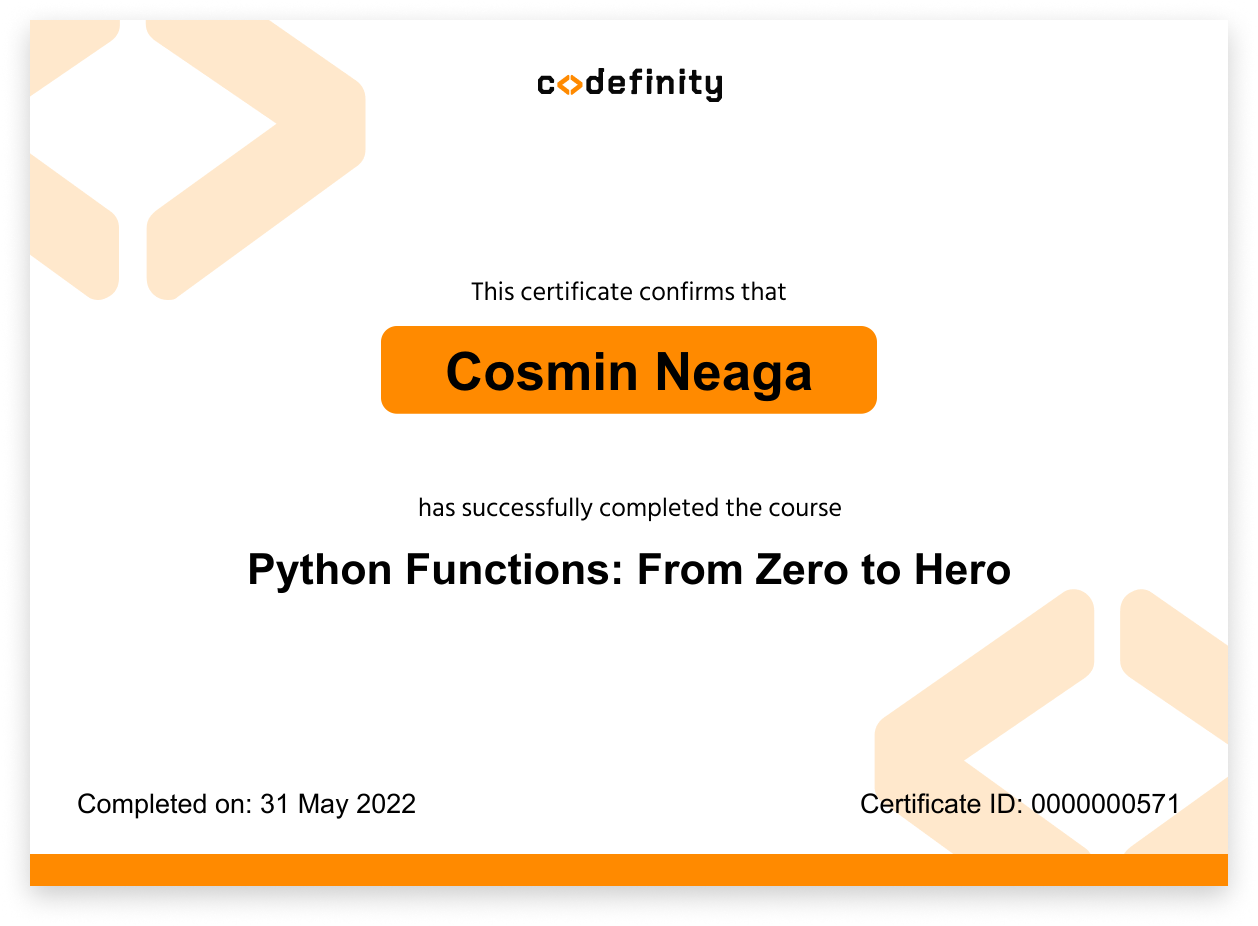 codefinity
This certificate confirms that
Cosmin Neaga
has successfully completed the course
Python Functions: From Zero to Hero
Completed on: 31 May 2022
Certificate ID: 0000000571